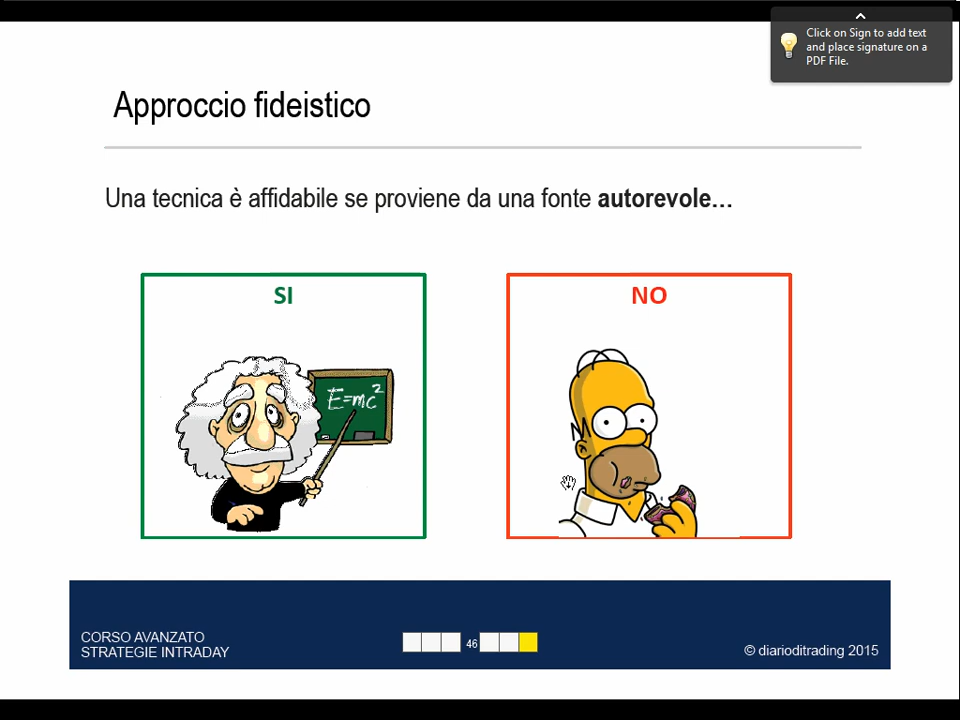 Click on Sign to add text
and place signature on a
PDF File.
Approccio fideistico
Una tecnica è affidabile se proviene da una fonte autorevole...
SI
NO
E=mc²
CORSO AVANZATO
STRATEGIE INTRADAY
46
© diarioditrading 2015